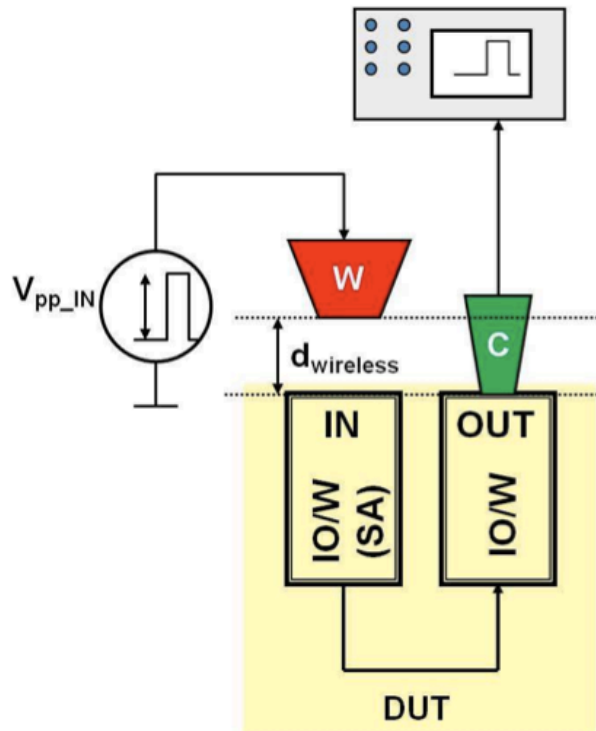 W
V_pp_IN
C
d_wireless
IN
OUT
IO/W
(SA)
IO/W
DUT